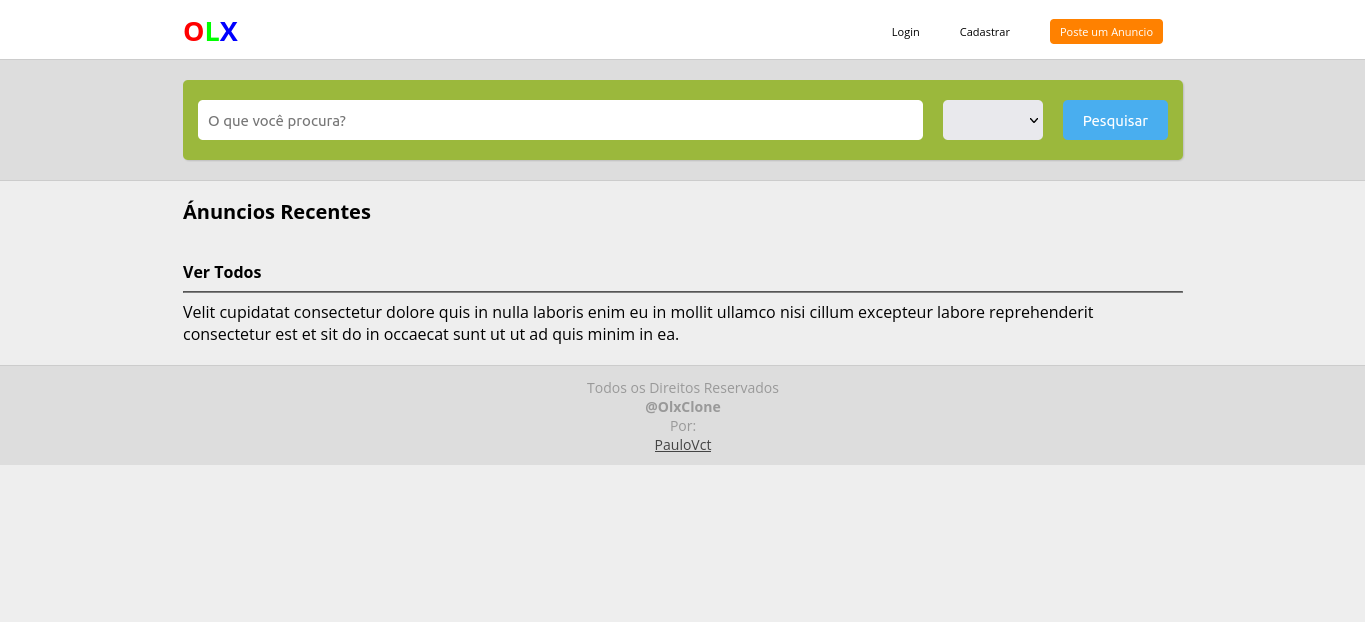 OLX
Login
Cadastrar
Poste um Anuncio
O que você procura?
Pesquisar
Ánuncios Recentes
Ver Todos
Velit cupidatat consectetur dolore quis in nulla laboris enim eu in mollit ullamco nisi cillum excepteur labore reprehenderit
consectetur est et sit do in occaecat sunt ut ut ad quis minim in ea.
Todos os Direitos Reservados
@OlxClone
Por:
PauloVct